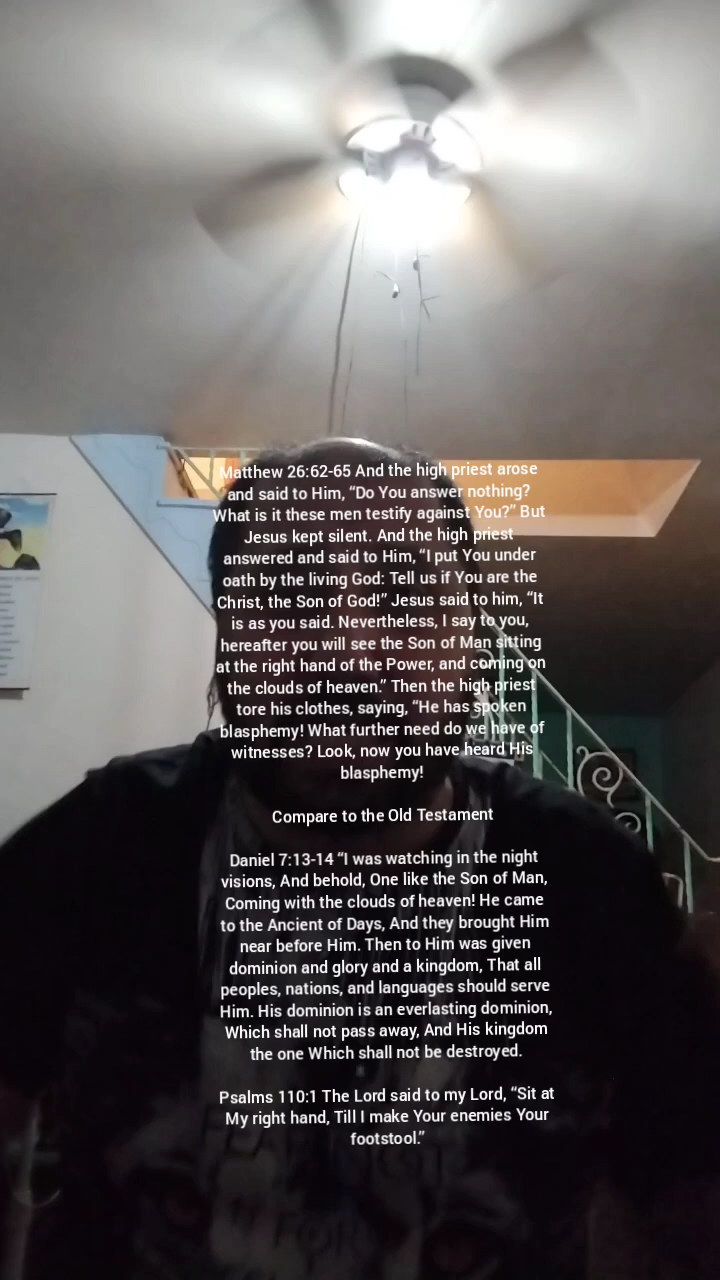 Matthew 26:62-65 And the high priest arose
and said to Him, “Do You answer nothing?
What is it these men testify against You?” But
Jesus kept silent. And the high priest
answered and said to Him, “I put You under
oath by the living God: Tell us if You are the
Christ, the Son of God!” Jesus said to him, “It
is as you said. Nevertheless, I say to you,
hereafter you will see the Son of Man sitting
at the right hand of the Power, and coming on
the clouds of heaven.” Then the high priest
tore his clothes, saying, “He has spoken
blasphemy! What further need do we have of
witnesses? Look, now you have heard His
blasphemy!
Compare to the Old Testament
Daniel 7:13-14 “I was watching in the night
visions, And behold, One like the Son of Man,
Coming with the clouds of heaven! He came
to the Ancient of Days, And they brought Him
near before Him. Then to Him was given
dominion and glory and a kingdom, That all
peoples, nations, and languages should serve
Him. His dominion is an everlasting dominion,
Which shall not pass away, And His kingdom
the one Which shall not be destroyed.
Psalms 110:1 The Lord said to my Lord, “Sit at
My right hand, Till I make Your enemies Your
footstool.”